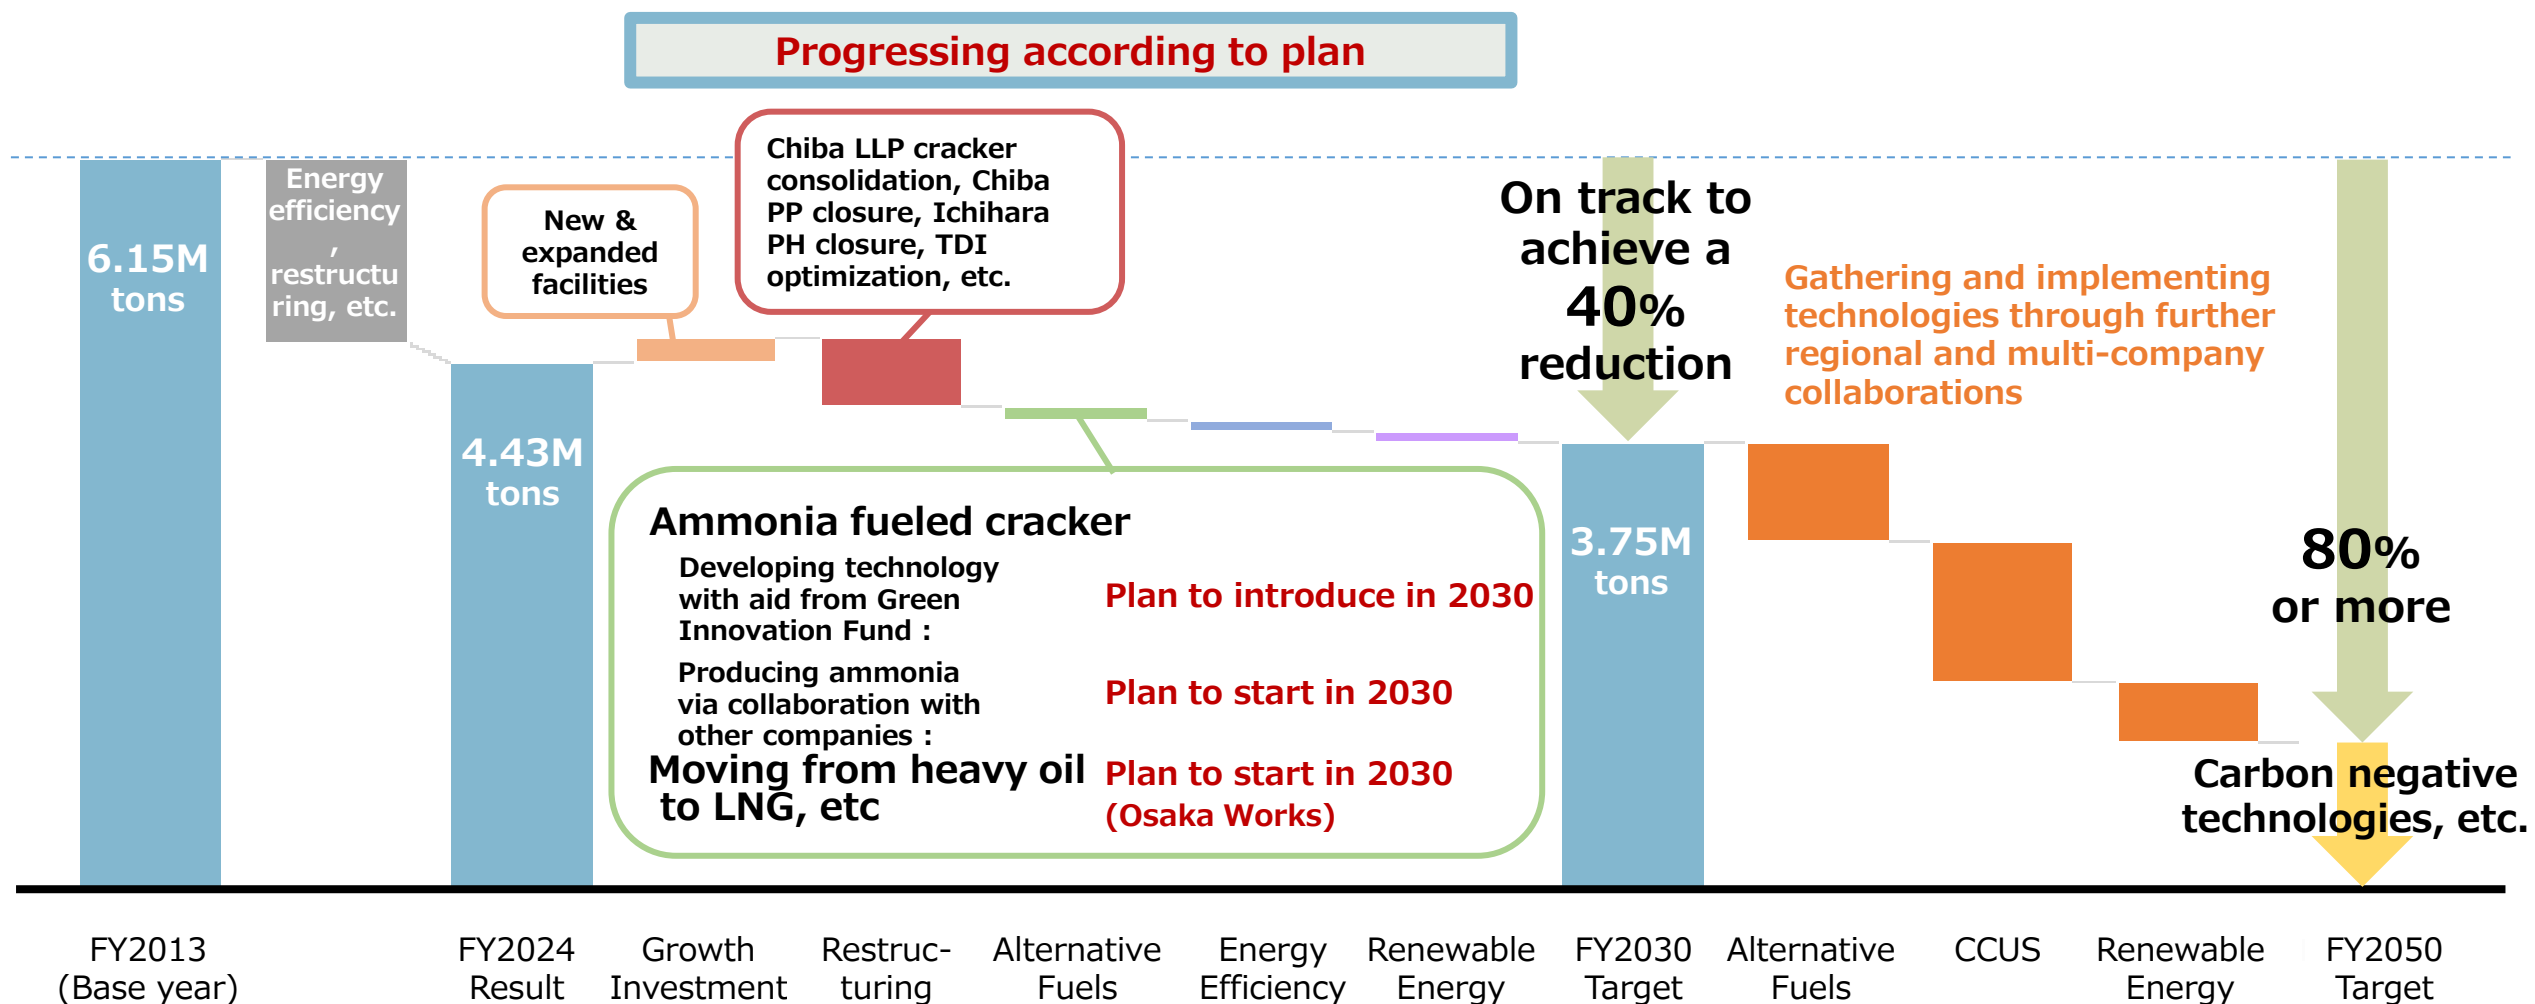 Progressing according to plan
6.15M
tons
Energy
efficiency
,
restructu
ring, etc.
4.43M
tons
New &
expanded
facilities
Chiba LLP cracker
consolidation, Chiba
PP closure, Ichihara
PH closure, TDI
optimization, etc.
Ammonia fueled cracker
Developing technology
with aid from Green
Innovation Fund :
Plan to introduce in 2030
Producing ammonia
via collaboration with
other companies :
Plan to start in 2030
Moving from heavy oil
to LNG, etc
Plan to start in 2030
(Osaka Works)
On track to
achieve a
40%
reduction
3.75M
tons
Gathering and implementing
technologies through further
regional and multi-company
collaborations
80%
or more
Carbon negative
technologies, etc.
FY2013
(Base year)
FY2024
Result
Growth
Investment
Restruc-
turing
Alternative
Fuels
Energy
Efficiency
Renewable
Energy
FY2030
Target
Alternative
Fuels
CCUS
Renewable
Energy
FY2050
Target